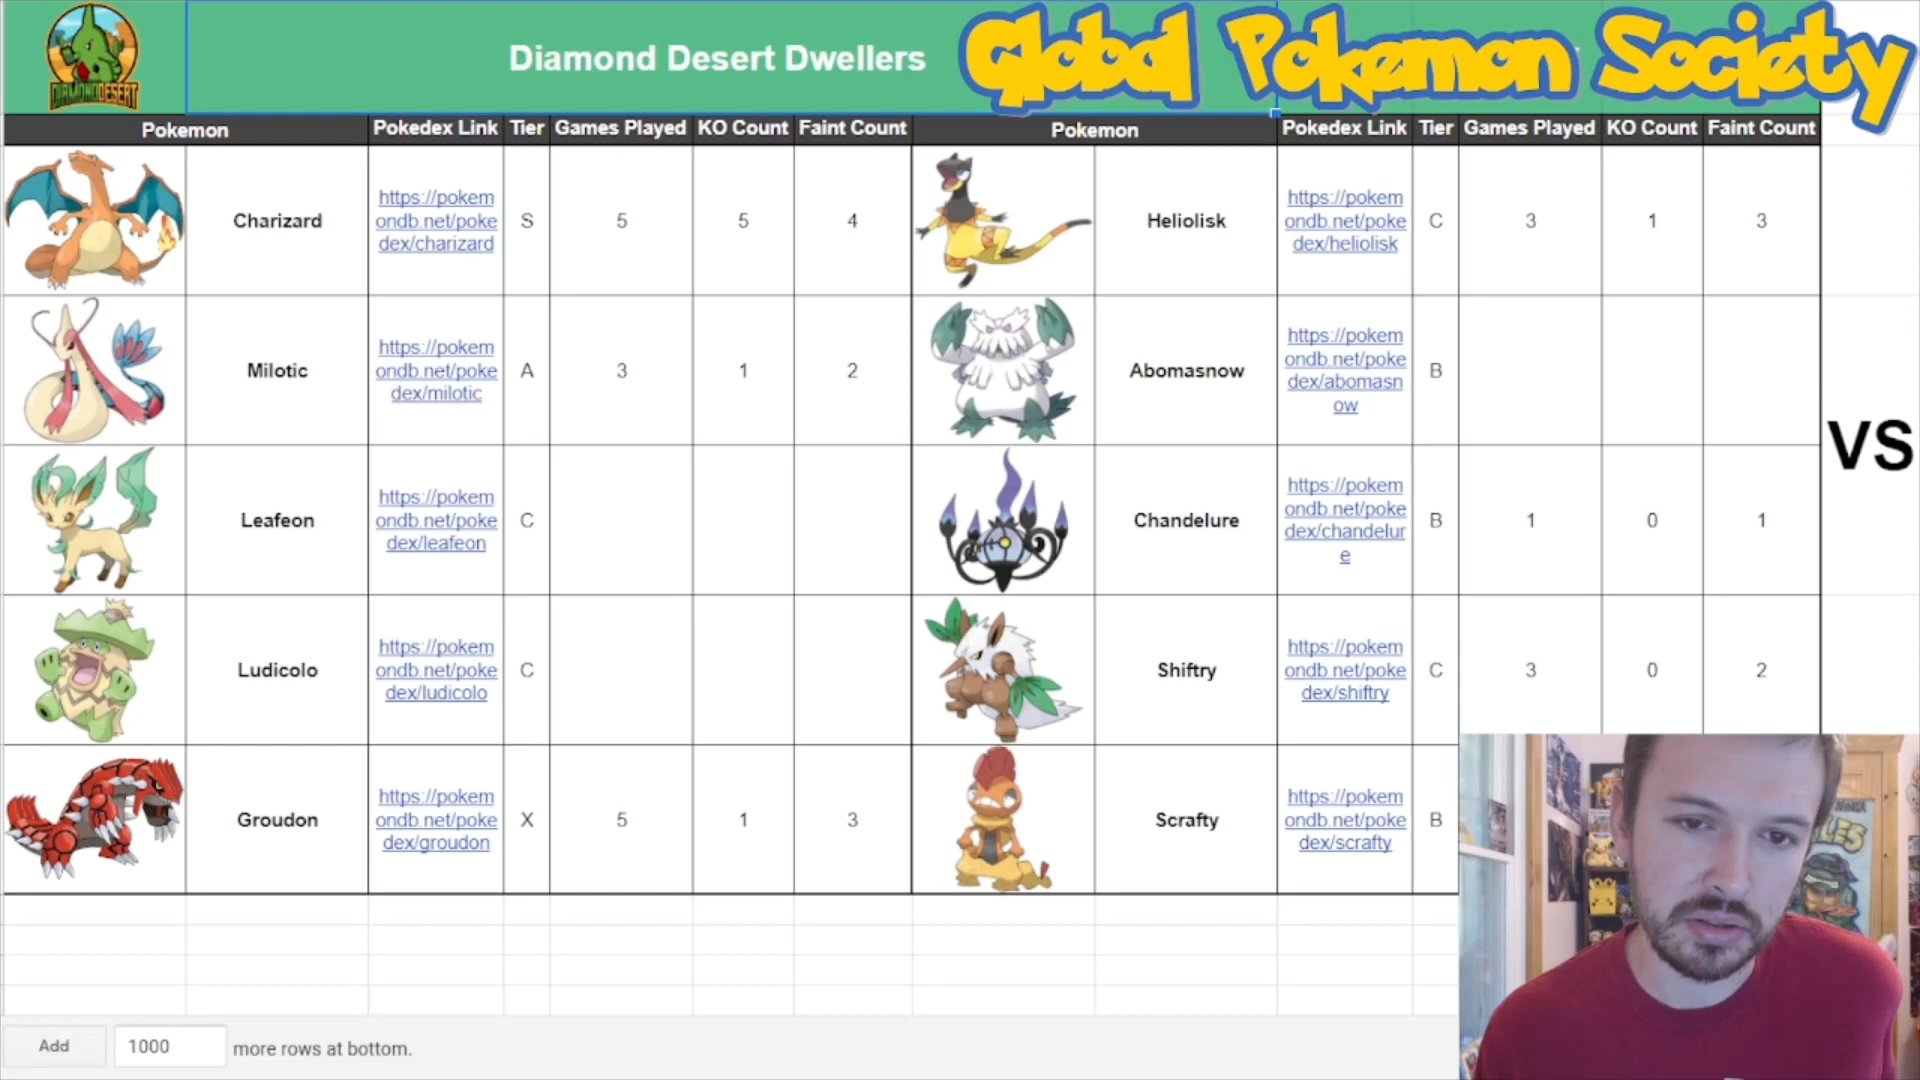 DIAMOND DESERT
Diamond Desert Dwellers
Global Pokemon Society
Pokemon Pokedex Link Tier Games Played KO Count Faint Count Pokemon Pokedex Link Tier Games Played KO Count Faint Count
https://pokem
ondb.net/poke
dex/charizard
Charizard S 5 5 4
https://pokem
ondb.net/poke
dex/heliolisk
Heliolisk C 3 1 3
https://pokem
ondb.net/poke
dex/milotic
Milotic A 3 1 2
https://pokem
ondb.net/poke
dex/abomasn
ow
Abomasnow B
VS
https://pokem
ondb.net/poke
dex/leafeon
Leafeon C
https://pokem
ondb.net/poke
dex/chandelur
e
Chandelure B 1 0 1
https://pokem
ondb.net/poke
dex/ludicolo
Ludicolo C
https://pokem
ondb.net/poke
dex/shiftry
Shiftry C 3 0 2
https://pokem
ondb.net/poke
dex/groudon
Groudon X 5 1 3
https://pokem
ondb.net/poke
dex/scrafty
Scrafty B
Add 1000 more rows at bottom.